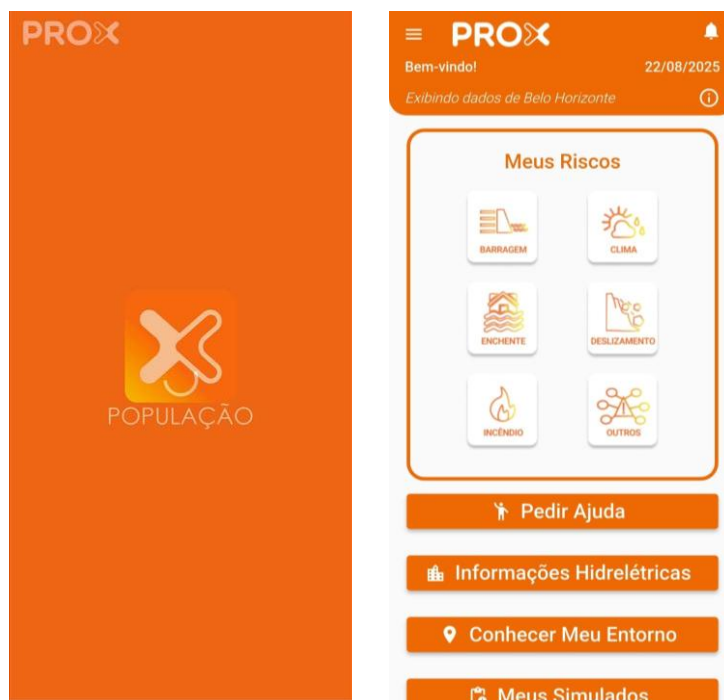 PROX
POPULAÇÃO
PROX
Bem-vindo!
22/08/2025
Exibindo dados de Belo Horizonte
Meus Riscos
BARRAGEM
CLIMA
ENCHENTE
DESLIZAMENTO
INCÊNDIO
OUTROS
Pedir Ajuda
Informações Hidrelétricas
Conhecer Meu Entorno
Meus Simulados